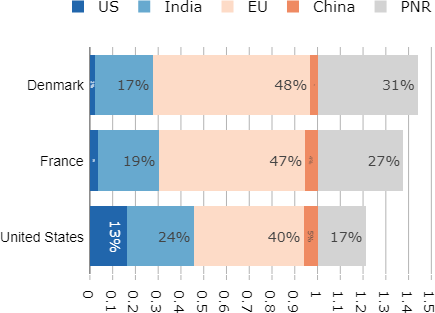 US India EU China PNR
Denmark 17% 48% 31%
France 19% 47% 27%
United States 13% 24% 40% 5% 17%
0 0.1 0.2 0.3 0.4 0.5 0.6 0.7 0.8 0.9 1 1.1 1.2 1.3 1.4 1.5